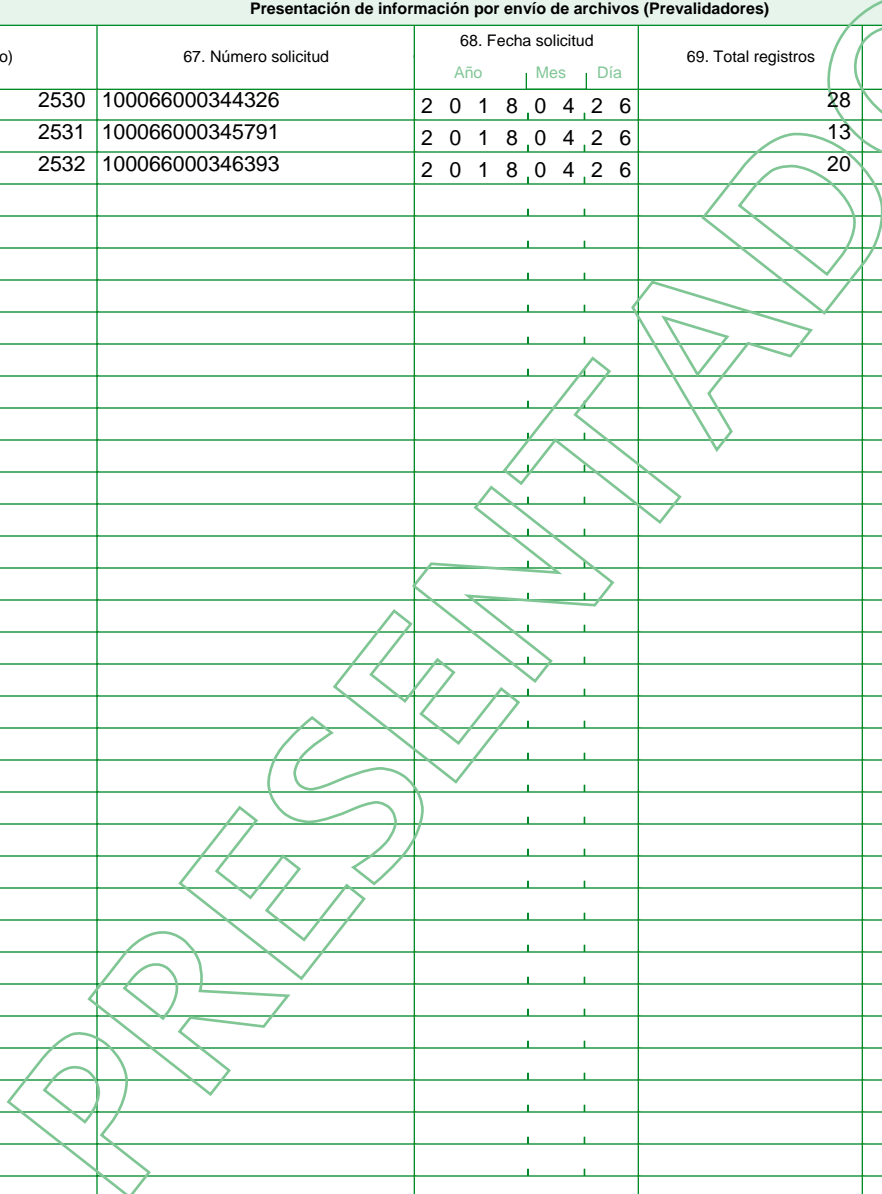 Presentación de información por envío de archivos (Prevalidadores)
o) 67. Número solicitud 68. Fecha solicitud 69. Total registros
Año Mes Día
2530 100066000344326 2 0 1 8 0 4 2 6 28
2531 100066000345791 2 0 1 8 0 4 2 6 13
2532 100066000346393 2 0 1 8 0 4 2 6 20
PRESENTADO